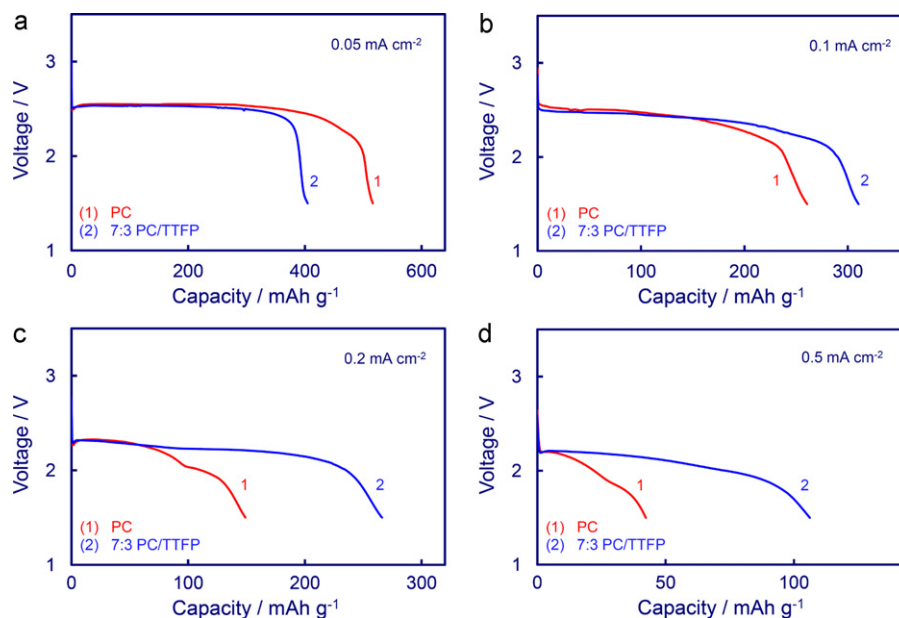 a
0.05 mA cm⁻²
3
2
1
Voltage / V
2
1
(1) PC
(2) 7:3 PC/TTFP
0
200
400
600
Capacity / mAh g⁻¹
b
0.1 mA cm⁻²
3
2
1
Voltage / V
1
2
(1) PC
(2) 7:3 PC/TTFP
0
100
200
300
Capacity / mAh g⁻¹
c
0.2 mA cm⁻²
3
2
1
Voltage / V
1
2
(1) PC
(2) 7:3 PC/TTFP
0
100
200
300
Capacity / mAh g⁻¹
d
0.5 mA cm⁻²
3
2
1
Voltage / V
1
2
(1) PC
(2) 7:3 PC/TTFP
0
50
100
Capacity / mAh g⁻¹